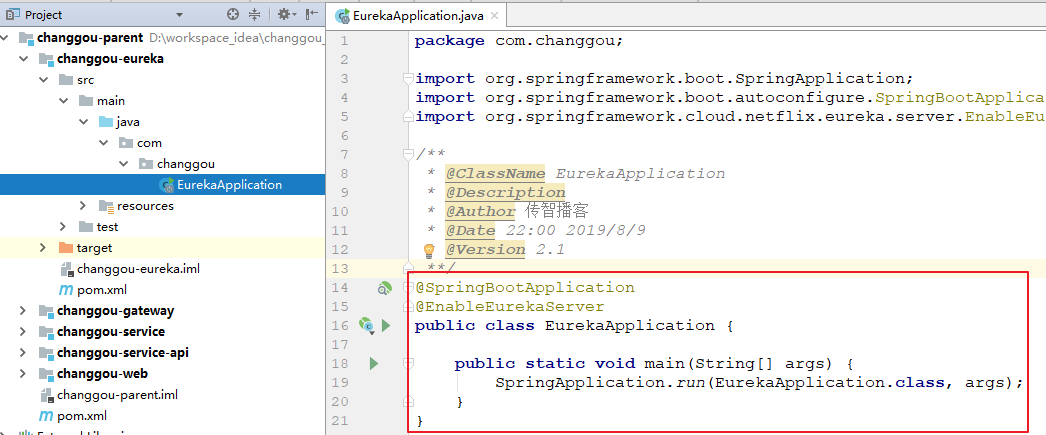 Project
changgou-parent D:\workspace_idea\changgou_
changgou-eureka
src
main
java
com
changgou
EurekaApplication
resources
test
target
changgou-eureka.iml
pom.xml
changgou-gateway
changgou-service
changgou-service-api
changgou-web
changgou-parent.iml
pom.xml
EurekaApplication.java
1 package com.changgou;
2
3 import org.springframework.boot.SpringApplication;
4 import org.springframework.boot.autoconfigure.SpringBootApplica
5 import org.springframework.cloud.netflix.eureka.server.EnableEu
6
7 /**
8 * @ClassName EurekaApplication
9 * @Description
10 * @Author 传智播客
11 * @Date 22:00 2019/8/9
12 * @Version 2.1
13 **/
14 @SpringBootApplication
15 @EnableEurekaServer
16 public class EurekaApplication {
17
18 public static void main(String[] args) {
19 SpringApplication.run(EurekaApplication.class, args);
20 }
21 }